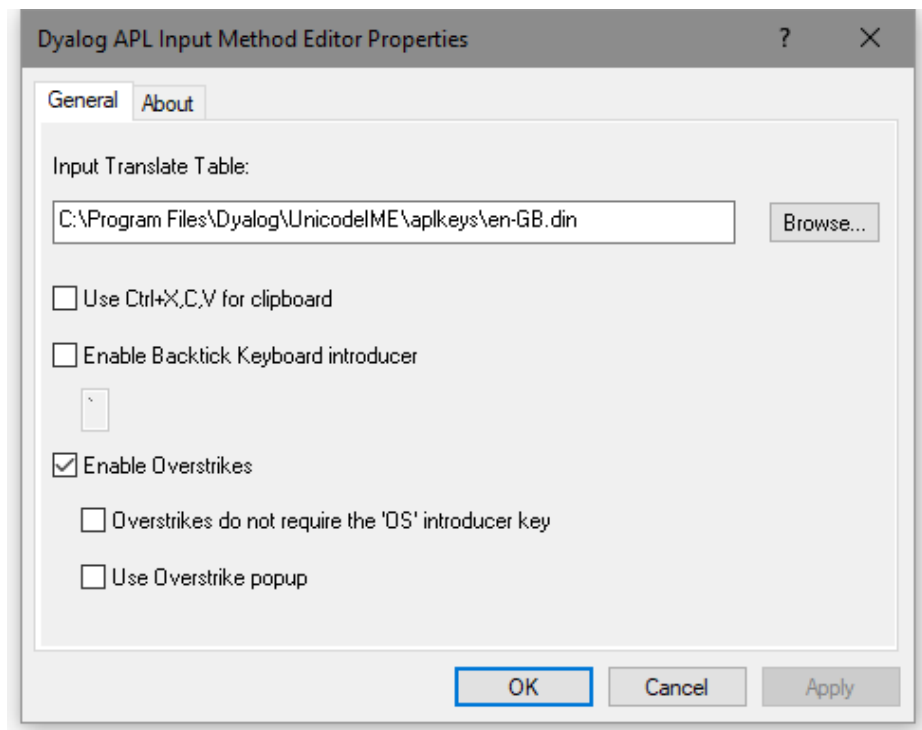 Dyalog APL Input Method Editor Properties ?
General About
Input Translate Table:
C:\Program Files\Dyalog\UnicodeIME\aplkeys\en-GB.din Browse...
Use Ctrl+X,C,V for clipboard
Enable Backtick Keyboard introducer
`
Enable Overstrikes
Overstrikes do not require the 'OS' introducer key
Use Overstrike popup
OK Cancel Apply